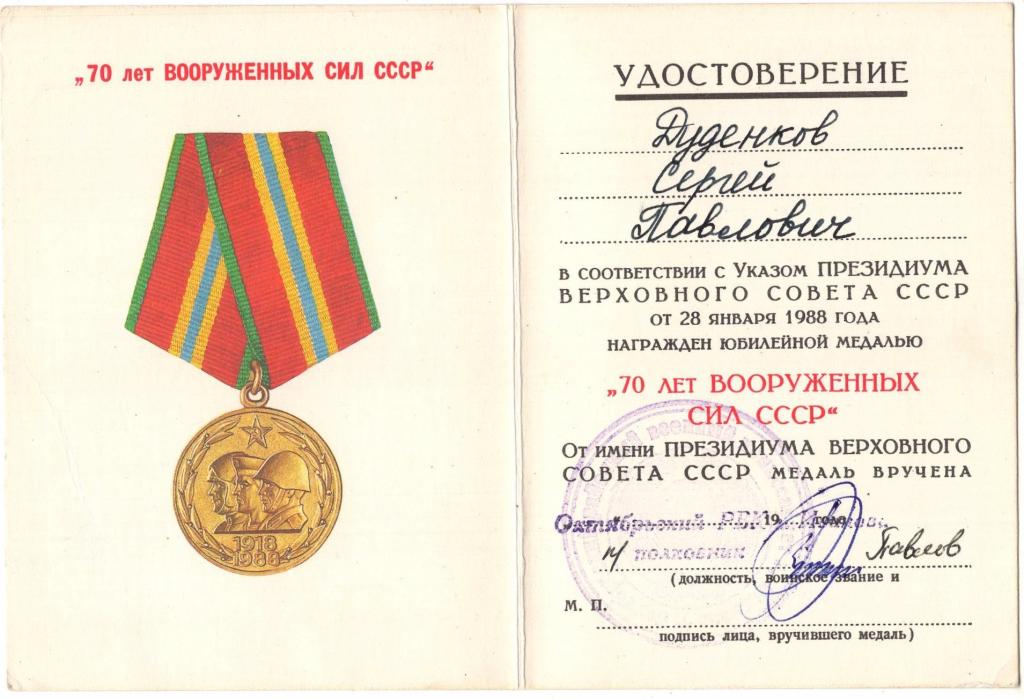 „70 лет ВООРУЖЕННЫХ СИЛ СССР“
1918
1988
УДОСТОВЕРЕНИЕ
Дуденков
Сергей
Павлович
В СООТВЕТСТВИИ С УКАЗОМ ПРЕЗИДИУМА
ВЕРХОВНОГО СОВЕТА СССР
ОТ 28 ЯНВАРЯ 1988 ГОДА
НАГРАЖДЕН ЮБИЛЕЙНОЙ МЕДАЛЬЮ
„70 ЛЕТ ВООРУЖЕННЫХ
СИЛ СССР“
ОТ ИМЕНИ ПРЕЗИДИУМА ВЕРХОВНОГО
СОВЕТА СССР МЕДАЛЬ ВРУЧЕНА
19 года
Октябрьский
полковник Павлов
(должность, воинское звание и
М. П.
подпись лица, вручившего медаль)